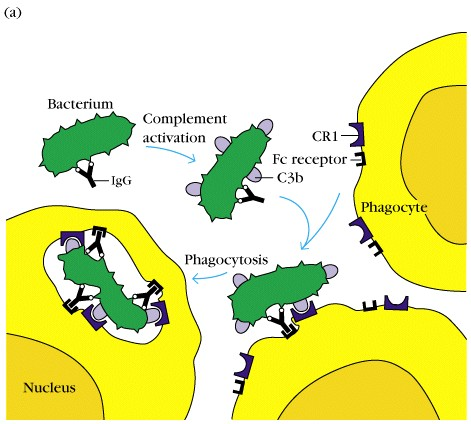 (a)
Bacterium
Complement
activation
CR1
Fc receptor
IgG
C3b
Phagocyte
Phagocytosis
Nucleus